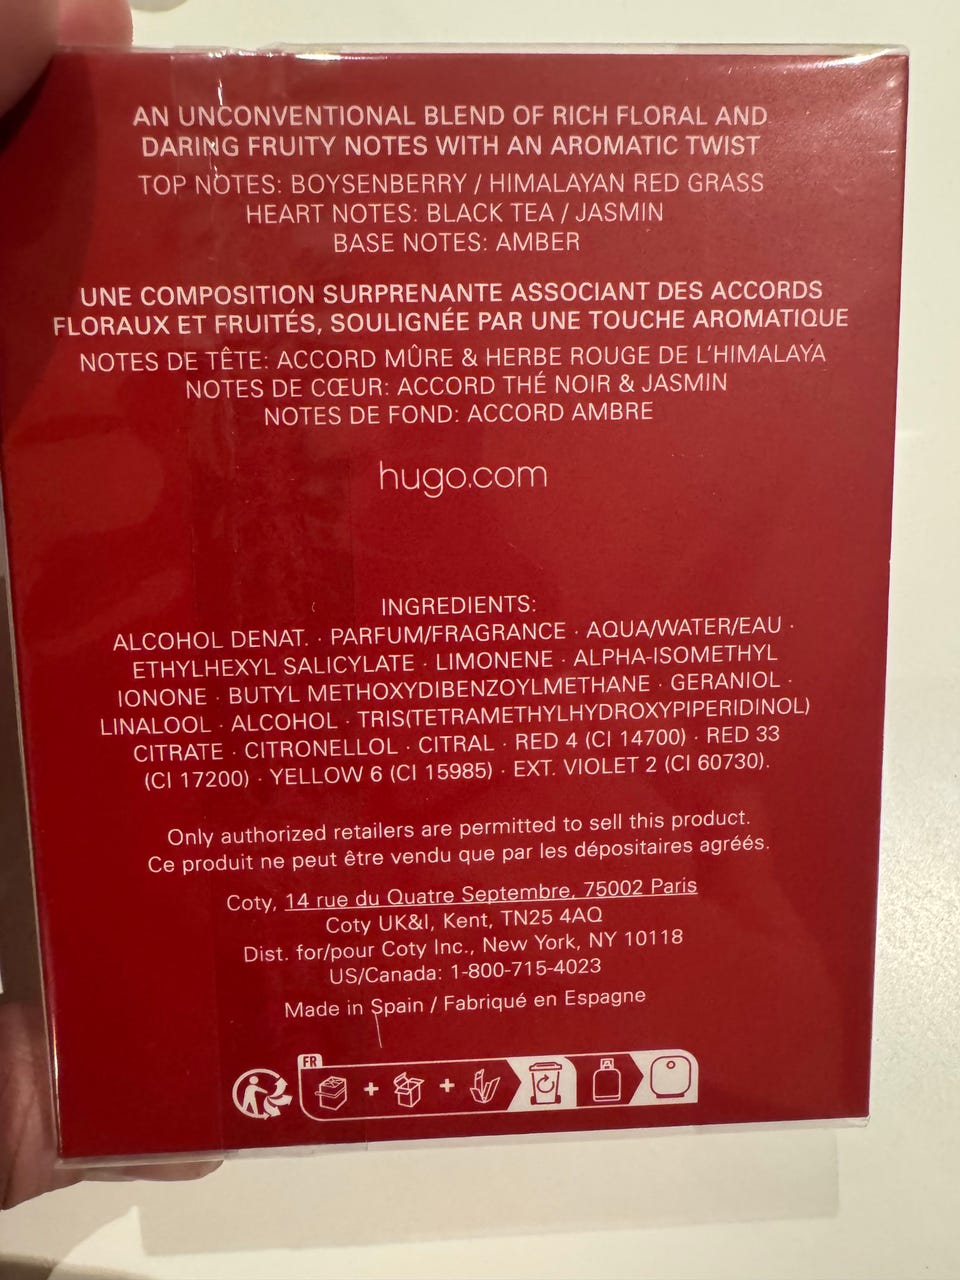 AN UNCONVENTIONAL BLEND OF RICH FLORAL AND
DARING FRUITY NOTES WITH AN AROMATIC TWIST
TOP NOTES: BOYSENBERRY / HIMALAYAN RED GRASS
HEART NOTES: BLACK TEA / JASMIN
BASE NOTES: AMBER
UNE COMPOSITION SURPRENANTE ASSOCIANT DES ACCORDS
FLORAUX ET FRUITÉS, SOULIGNÉE PAR UNE TOUCHE AROMATIQUE
NOTES DE TÊTE: ACCORD MÛRE & HERBE ROUGE DE L'HIMALAYA
NOTES DE CŒUR: ACCORD THÉ NOIR & JASMIN
NOTES DE FOND: ACCORD AMBRE
hugo.com
INGREDIENTS:
ALCOHOL DENAT. · PARFUM/FRAGRANCE · AQUA/WATER/EAU ·
ETHYLHEXYL SALICYLATE · LIMONENE · ALPHA-ISOMETHYL
IONONE · BUTYL METHOXYDIBENZOYLMETHANE · GERANIOL ·
LINALOOL · ALCOHOL · TRIS(TETRAMETHYLHYDROXYPIPERIDINOL)
CITRATE · CITRONELLOL · CITRAL · RED 4 (CI 14700) · RED 33
(CI 17200) · YELLOW 6 (CI 15985) · EXT. VIOLET 2 (CI 60730).
Only authorized retailers are permitted to sell this product.
Ce produit ne peut être vendu que par les dépositaires agréés.
Coty, 14 rue du Quatre Septembre, 75002 Paris
Coty UK&I, Kent, TN25 4AQ
Dist. for/pour Coty Inc., New York, NY 10118
US/Canada: 1-800-715-4023
Made in Spain / Fabriqué en Espagne
FR